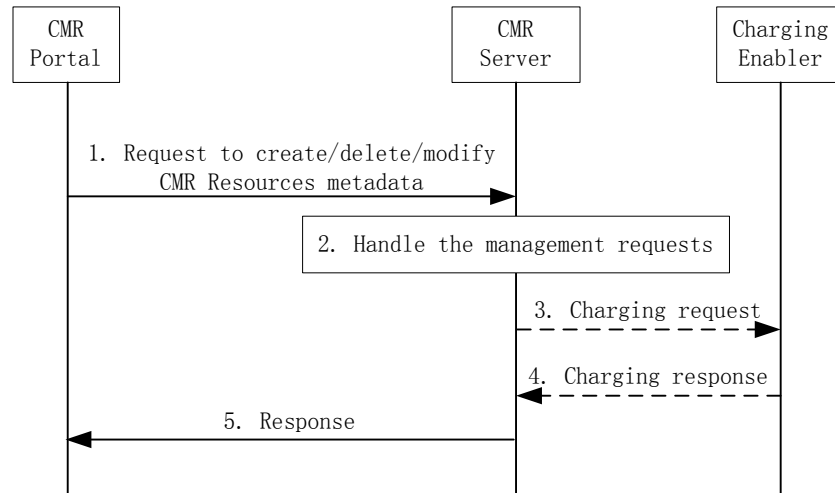 CMR
Portal
CMR
Server
Charging
Enabler
1. Request to create/delete/modify
CMR Resources metadata
2. Handle the management requests
3. Charging request
4. Charging response
5. Response